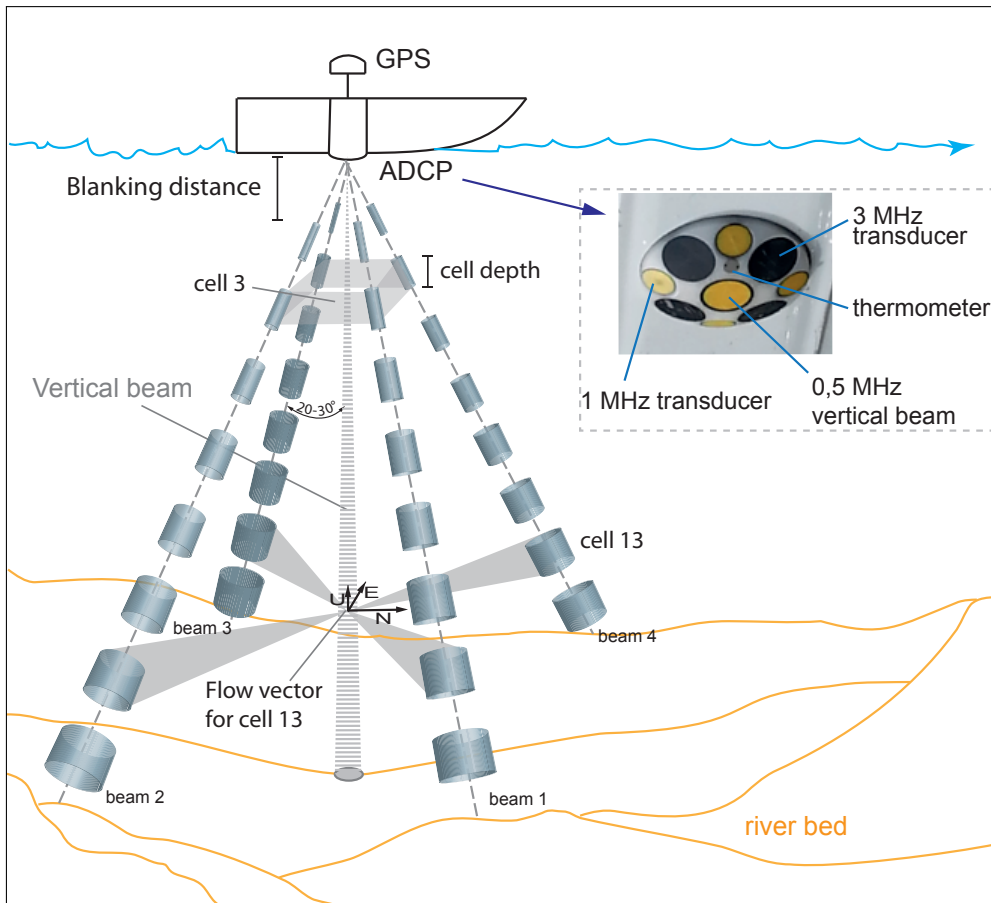 GPS
ADCP
Blanking distance
3 MHz
transducer
cell depth
cell 3
thermometer
Vertical beam
20-30°
1 MHz transducer
0,5 MHz
vertical beam
cell 13
U
E
N
beam 3
beam 4
Flow vector
for cell 13
beam 2
beam 1
river bed